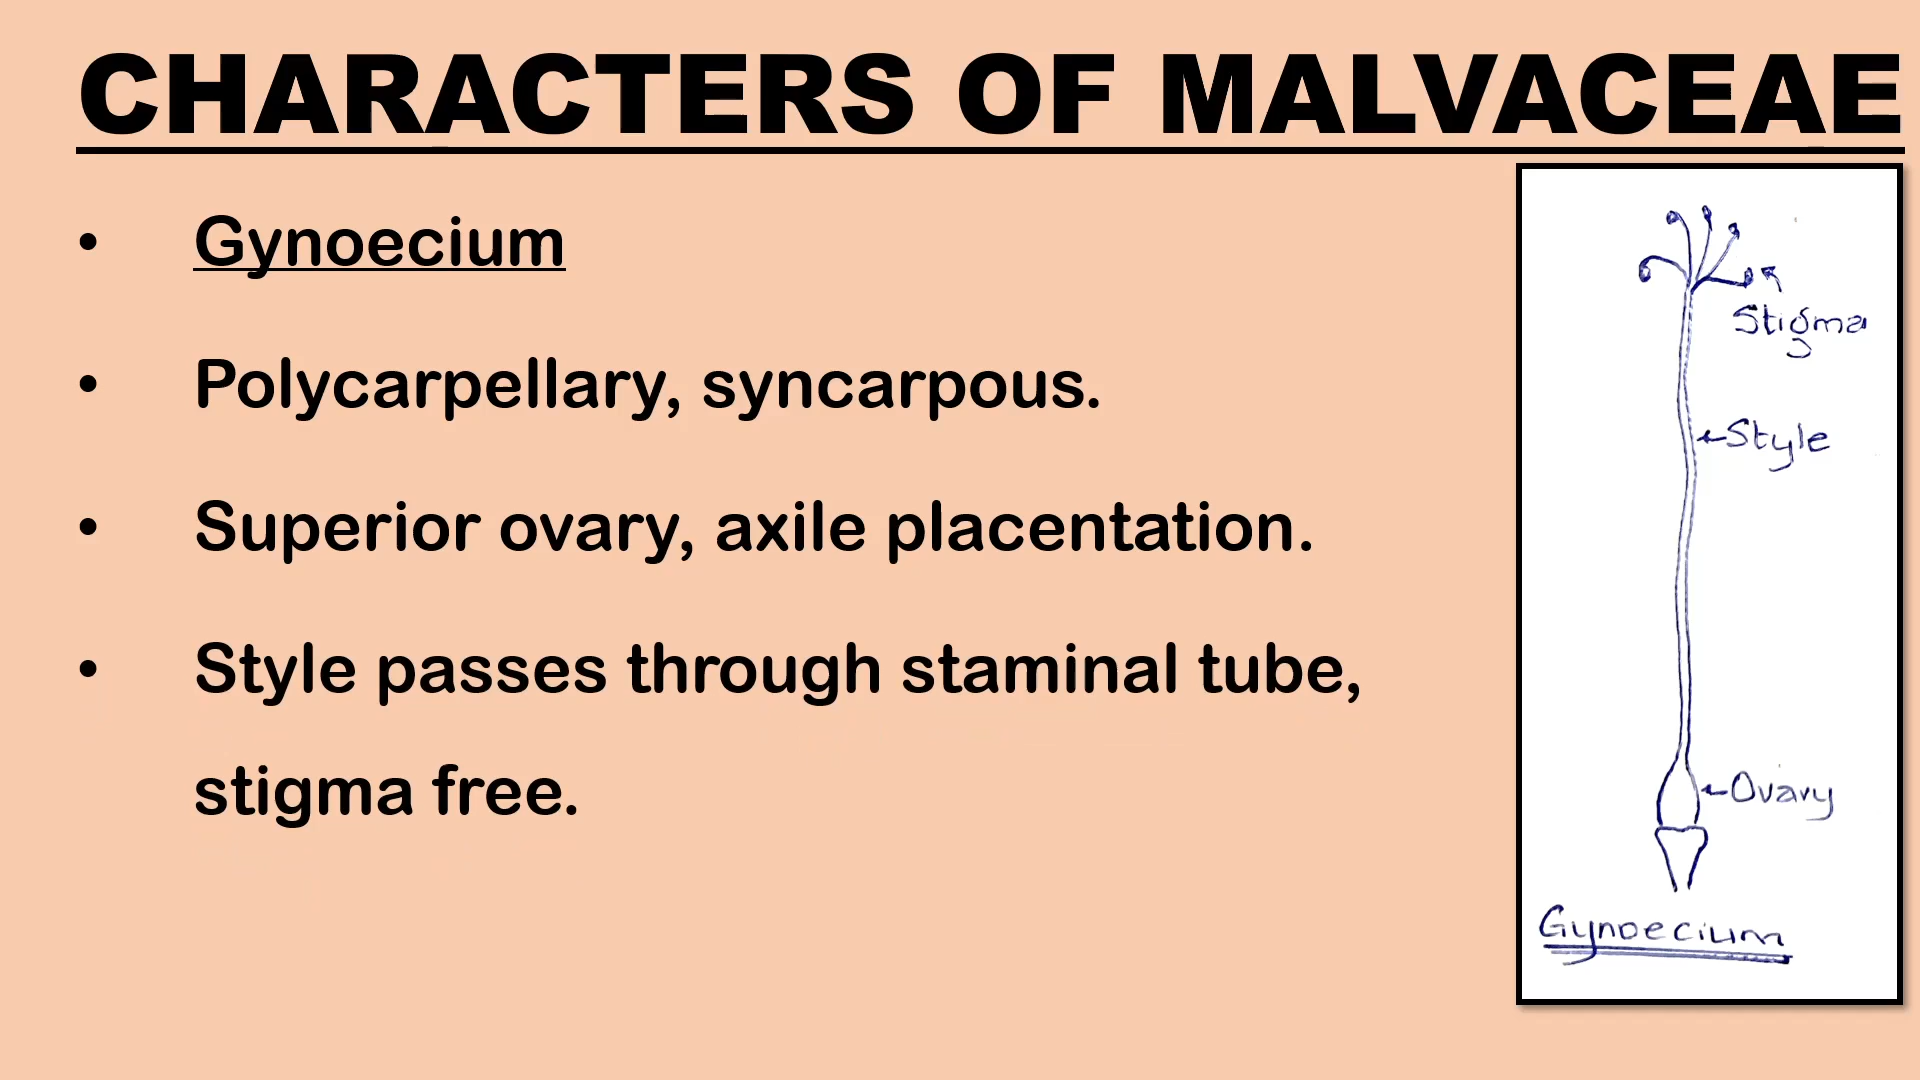 CHARACTERS OF MALVACEAE
• Gynoecium
• Polycarpellary, syncarpous.
• Superior ovary, axile placentation.
• Style passes through staminal tube,
stigma free.
Stigma
Style
Ovary
Gynoecium